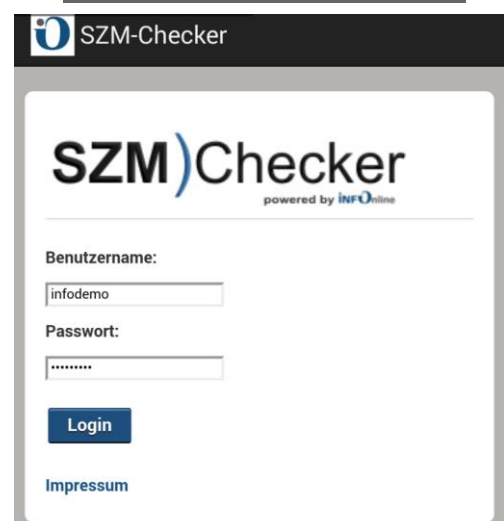 SZM-Checker
SZM)Checker
powered by INFOnline
Benutzername:
infodemo
Passwort:
•••••••••
Login
Impressum